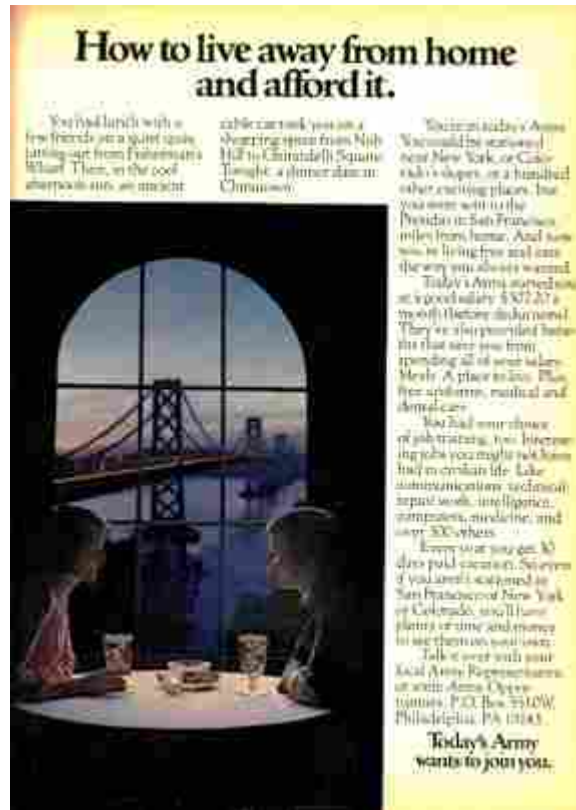 How to live away from home
and afford it.
You had lunch with a
few friends on a quiet quay
jutting out from Fisherman's
Wharf. Then, in the cool
afternoon sun, an ancient
cable car took you on a
shopping spree from Nob
Hill to Ghirardelli Square.
Tonight, a dinner date in
Chinatown.
You're in today's Army.
You could be stationed
near New York, or Colo-
rado's slopes, or a hundred
other exciting places, but
you were sent to the
Presidio in San Francisco,
miles from home. And now
you're living free and
the way you always wanted.
Today's Army started you
at a good salary. $307.20 a
month (before deductions).
They've also provided bene-
fits that save you from
spending all of your salary.
Meals. A place to live. Plus
free uniforms, medical and
dental care.
You had your choice
of job training, too. Interest-
ing jobs you might not have
had in civilian life. Like
communications, technical
repair work, intelligence,
computers, medicine, and
over 300 others.
Every year you get 30
days paid vacation. So even
if you aren't stationed in
San Francisco or New York
or Colorado, you'll have
plenty of time and money
to see them on your own.
Talk it over with your
local Army Representative,
or write Army Oppor-
tunities, P.O. Box
Philadelphia, PA
Today's Army
wants to join you.